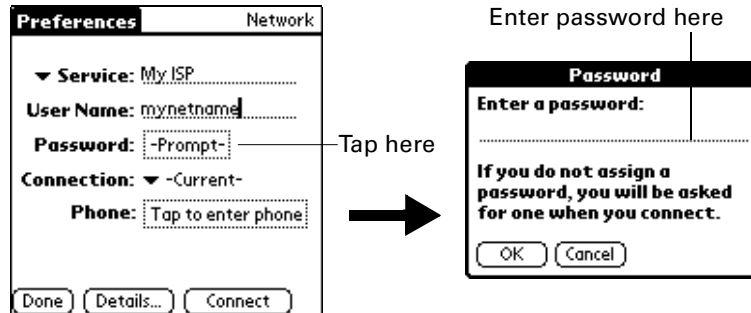 Preferences Network
▼ Service: My ISP
User Name: mynetname
Password: -Prompt-
Connection: ▼ -Current-
Phone: Tap to enter phone
Done Details... Connect
Tap here
Enter password here
Password
Enter a password:
If you do not assign a
password, you will be asked
for one when you connect.
OK Cancel